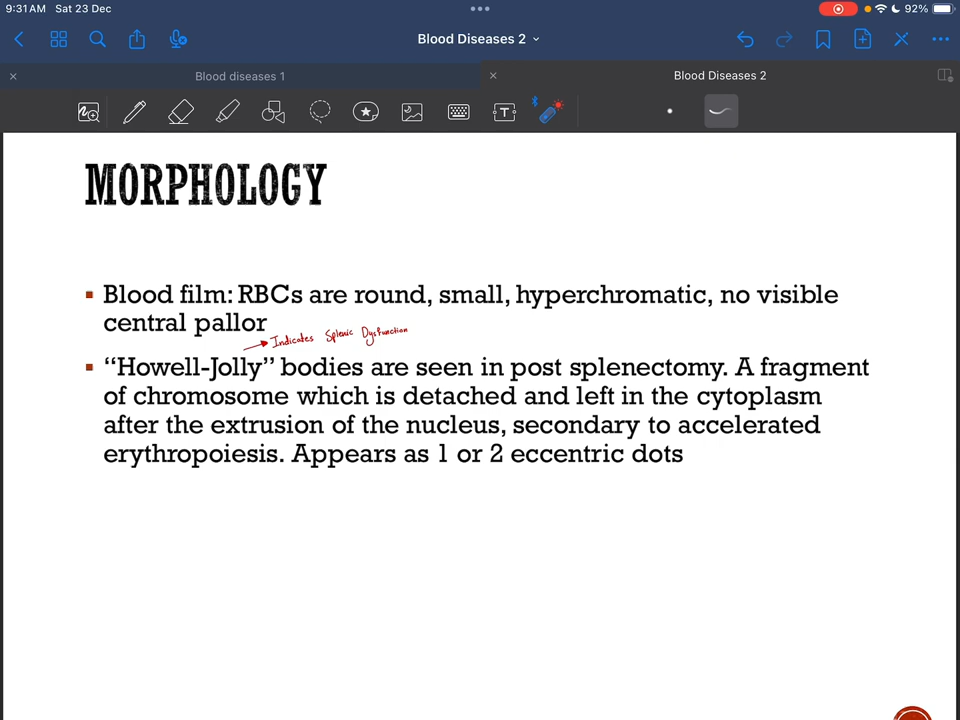 9:31AM Sat 23 Dec
92%
Blood Diseases 2
Blood diseases 1
Blood Diseases 2
T
MORPHOLOGY
Blood film: RBCs are round, small, hyperchromatic, no visible
central pallor
Indicates Splenic Dysfunction
“Howell-Jolly” bodies are seen in post splenectomy. A fragment
of chromosome which is detached and left in the cytoplasm
after the extrusion of the nucleus, secondary to accelerated
erythropoiesis. Appears as 1 or 2 eccentric dots